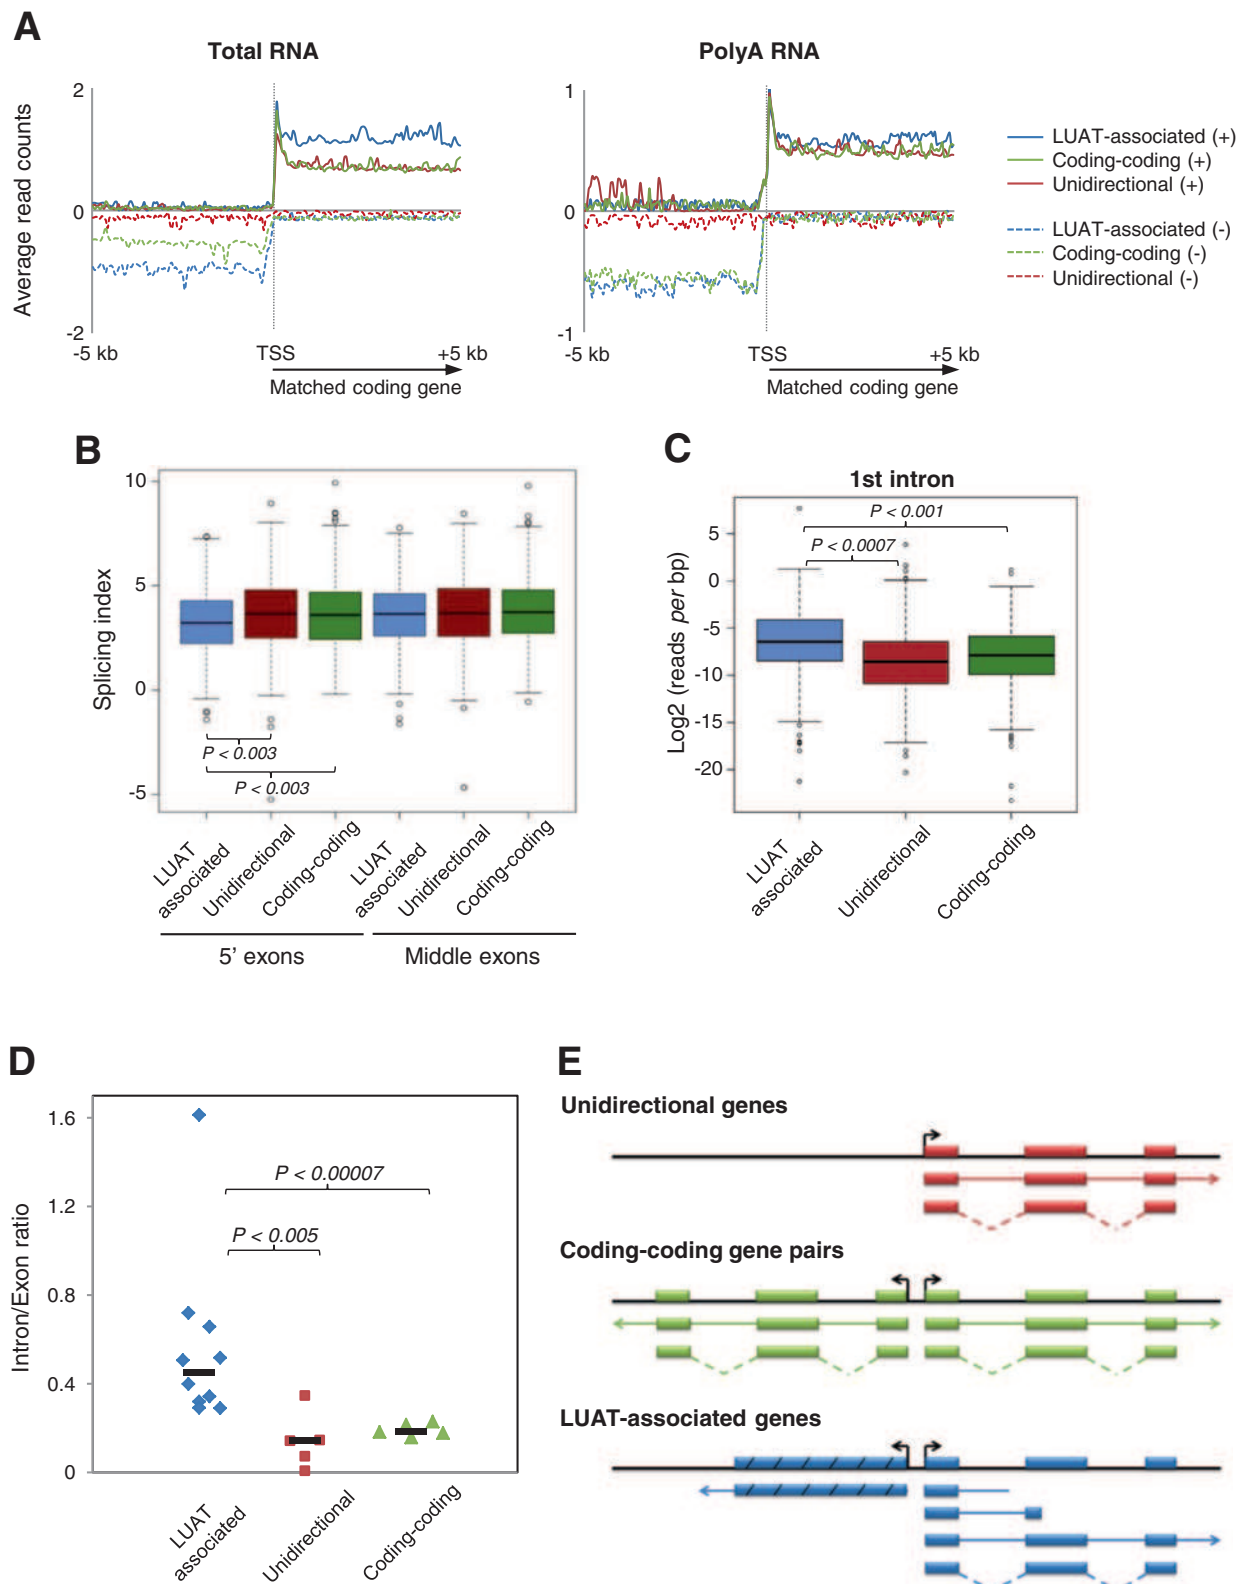 A
Total RNA
PolyA RNA
Average read counts
2
0
-2
-5 kb
TSS
+5 kb
Matched coding gene
1
0
-1
-5 kb
TSS
+5 kb
Matched coding gene
LUAT-associated (+)
Coding-coding (+)
Unidirectional (+)
LUAT-associated (-)
Coding-coding (-)
Unidirectional (-)
B
Splicing index
10
5
0
-5
P < 0.003
P < 0.003
LUAT
associated
Unidirectional
Coding-coding
LUAT
associated
Unidirectional
Coding-coding
5' exons
Middle exons
C
1st intron
Log2 (reads per bp)
5
0
-5
-10
-15
-20
P < 0.001
P < 0.0007
LUAT
associated
Unidirectional
Coding-coding
D
Intron/Exon ratio
1.6
1.2
0.8
0.4
0
P < 0.00007
P < 0.005
LUAT
associated
Unidirectional
Coding-coding
E
Unidirectional genes
Coding-coding gene pairs
LUAT-associated genes